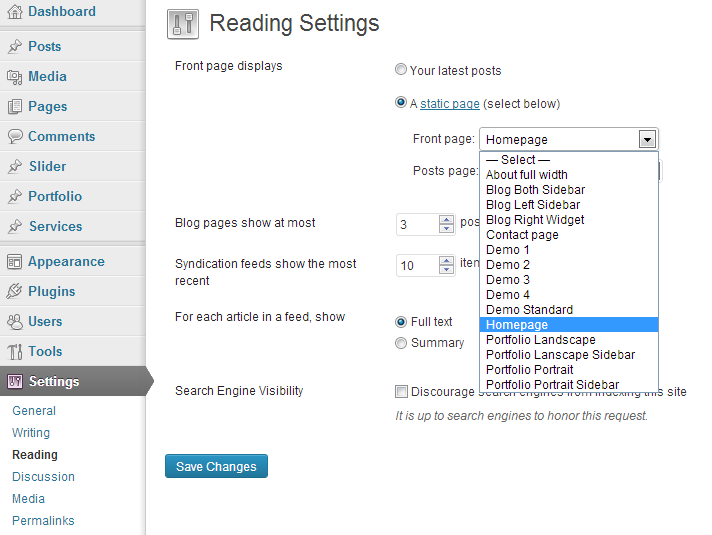 Dashboard
Posts
Media
Pages
Comments
Slider
Portfolio
Services
Appearance
Plugins
Users
Tools
Settings
General
Writing
Reading
Discussion
Media
Permalinks
Reading Settings
Front page displays
Your latest posts
A static page (select below)
Front page: Homepage
— Select —
About full width
Blog Both Sidebar
Blog Left Sidebar
Blog Right Widget
Contact page
Demo 1
Demo 2
Demo 3
Demo 4
Demo Standard
Homepage
Portfolio Landscape
Portfolio Lanscape Sidebar
Portfolio Portrait
Portfolio Portrait Sidebar
Posts page:
Blog pages show at most
3
Syndication feeds show the most
recent
10
For each article in a feed, show
Full text
Summary
Search Engine Visibility
Discourage search engines from indexing this site
It is up to search engines to honor this request.
Save Changes